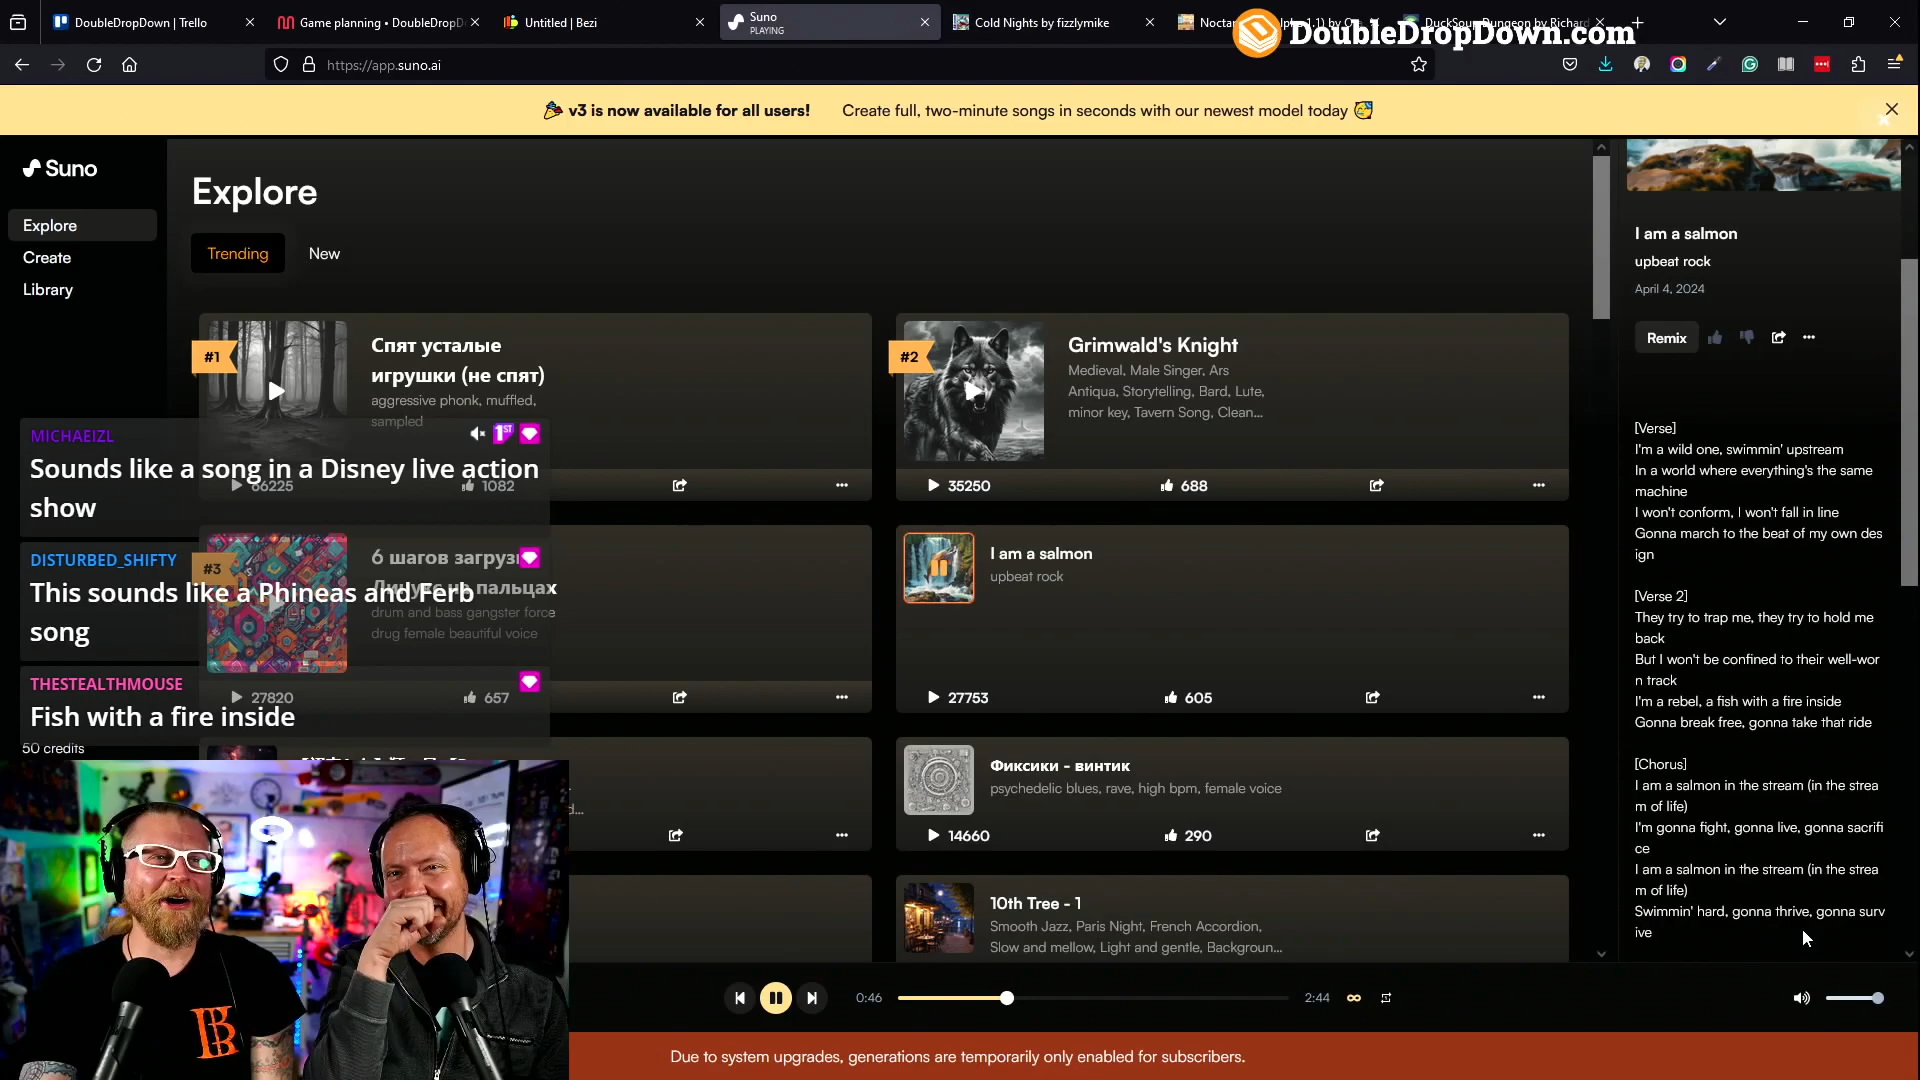 DoubleDropDown | Trello
Game planning • DoubleDropD
Untitled | Bezi
Suno
PLAYING
Cold Nights by fizzlymike
DuckSoup Dungeon by Richard
DoubleDropDown.com
https://app.suno.ai
v3 is now available for all users! Create full, two-minute songs in seconds with our newest model today
Suno
Explore
Create
Library
50 credits
Explore
Trending
New
#1
Спят усталые
игрушки (не спят)
aggressive phonk, muffled,
sampled
66225
1082
#2
Grimwald's Knight
Medieval, Male Singer, Ars
Antiqua, Storytelling, Bard, Lute,
minor key, Tavern Song, Clean...
35250
688
MICHAEIZL
1ST
Sounds like a song in a Disney live action
show
DISTURBED_SHIFTY
This sounds like a Phineas and Ferb
song
THESTEALTHMOUSE
Fish with a fire inside
#3
6 шагов
на пальцах
drum and bass gangster force
drug female beautiful voice
27820
657
I am a salmon
upbeat rock
27753
605
Фиксики - винтик
psychedelic blues, rave, high bpm, female voice
14660
290
10th Tree - 1
Smooth Jazz, Paris Night, French Accordion,
Slow and mellow, Light and gentle, Backgroun...
I am a salmon
upbeat rock
April 4, 2024
Remix
[Verse]
I'm a wild one, swimmin' upstream
In a world where everything's the same
machine
I won't conform, I won't fall in line
Gonna march to the beat of my own des
ign
[Verse 2]
They try to trap me, they try to hold me
back
But I won't be confined to their well-wor
n track
I'm a rebel, a fish with a fire inside
Gonna break free, gonna take that ride
[Chorus]
I am a salmon in the stream (in the strea
m of life)
I'm gonna fight, gonna live, gonna sacrifi
ce
I am a salmon in the stream (in the strea
m of life)
Swimmin' hard, gonna thrive, gonna surv
ive
0:46
2:44
Due to system upgrades, generations are temporarily only enabled for subscribers.